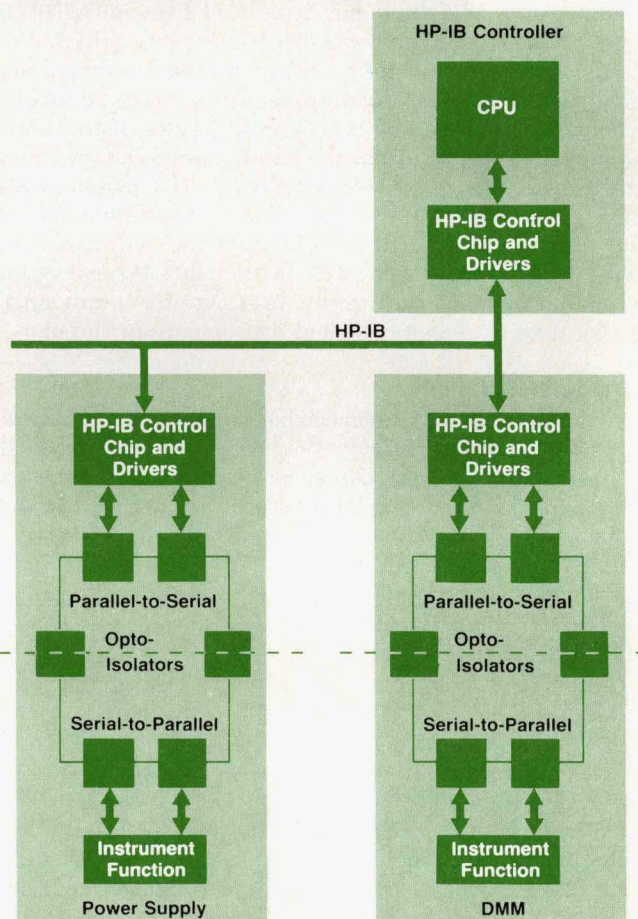 HP-IB Controller
CPU
HP-IB Control
Chip and
Drivers
HP-IB
HP-IB Control
Chip and
Drivers
Parallel-to-Serial
Opto-
Isolators
Serial-to-Parallel
Instrument
Function
Power Supply
HP-IB Control
Chip and
Drivers
Parallel-to-Serial
Opto-
Isolators
Serial-to-Parallel
Instrument
Function
DMM